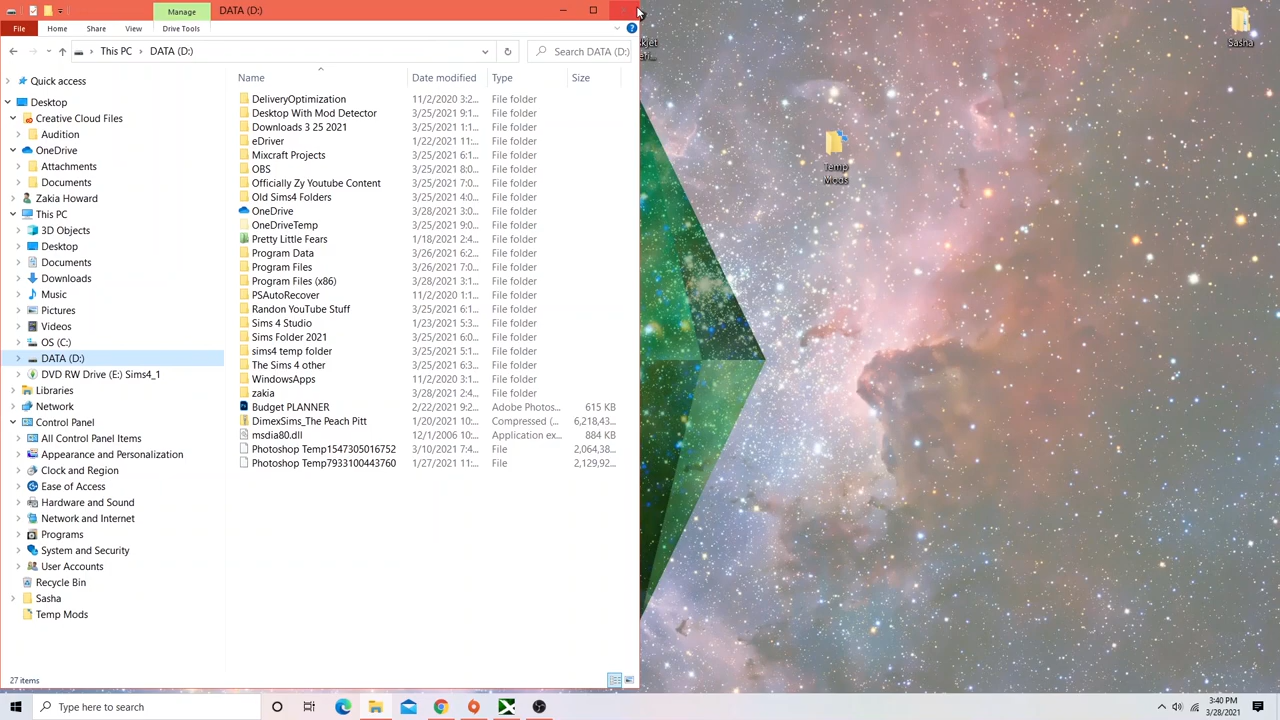 Manage
DATA (D:)
File
Home
Share
View
Drive Tools
This PC
DATA (D:)
Search DATA (D:)
Name
Date modified
Type
Size
Quick access
Desktop
Creative Cloud Files
Audition
OneDrive
Attachments
Documents
Zakia Howard
This PC
3D Objects
Desktop
Documents
Downloads
Music
Pictures
Videos
OS (C:)
DATA (D:)
DVD RW Drive (E:) Sims4_1
Libraries
Network
Control Panel
All Control Panel Items
Appearance and Personalization
Clock and Region
Ease of Access
Hardware and Sound
Network and Internet
Programs
System and Security
User Accounts
Recycle Bin
Sasha
Temp Mods
DeliveryOptimization 11/2/2020 3:2... File folder
Desktop With Mod Detector 3/25/2021 9:1... File folder
Downloads 3 25 2021 3/25/2021 1:1... File folder
eDriver 1/22/2021 11:... File folder
Mixcraft Projects 3/25/2021 6:1... File folder
OBS 3/25/2021 8:0... File folder
Officially Zy Youtube Content 3/25/2021 7:0... File folder
Old Sims4 Folders 3/25/2021 4:0... File folder
OneDrive 3/28/2021 3:0... File folder
OneDriveTemp 3/25/2021 9:0... File folder
Pretty Little Fears 1/18/2021 2:4... File folder
Program Data 3/26/2021 6:2... File folder
Program Files 3/26/2021 7:0... File folder
Program Files (x86) 3/28/2021 3:1... File folder
PSAutoRecover 11/2/2020 1:1... File folder
Randon YouTube Stuff 3/25/2021 6:1... File folder
Sims 4 Studio 1/23/2021 5:3... File folder
Sims Folder 2021 3/25/2021 6:0... File folder
sims4 temp folder 3/25/2021 5:1... File folder
The Sims 4 other 3/25/2021 6:3... File folder
WindowsApps 11/2/2020 3:1... File folder
zakia 3/28/2021 2:4... File folder
Budget PLANNER 2/22/2021 9:2... Adobe Photos... 615 KB
DimexSims_The Peach Pitt 1/20/2021 10:... Compressed (... 6,218,43...
msdia80.dll 12/1/2006 10:... Application ex... 884 KB
Photoshop Temp1547305016752 3/10/2021 7:4... File 2,064,38...
Photoshop Temp7933100443760 1/27/2021 11:... File 2,129,92...
27 items
Temp
Mods
Sasha
Type here to search
3:40 PM
3/28/2021